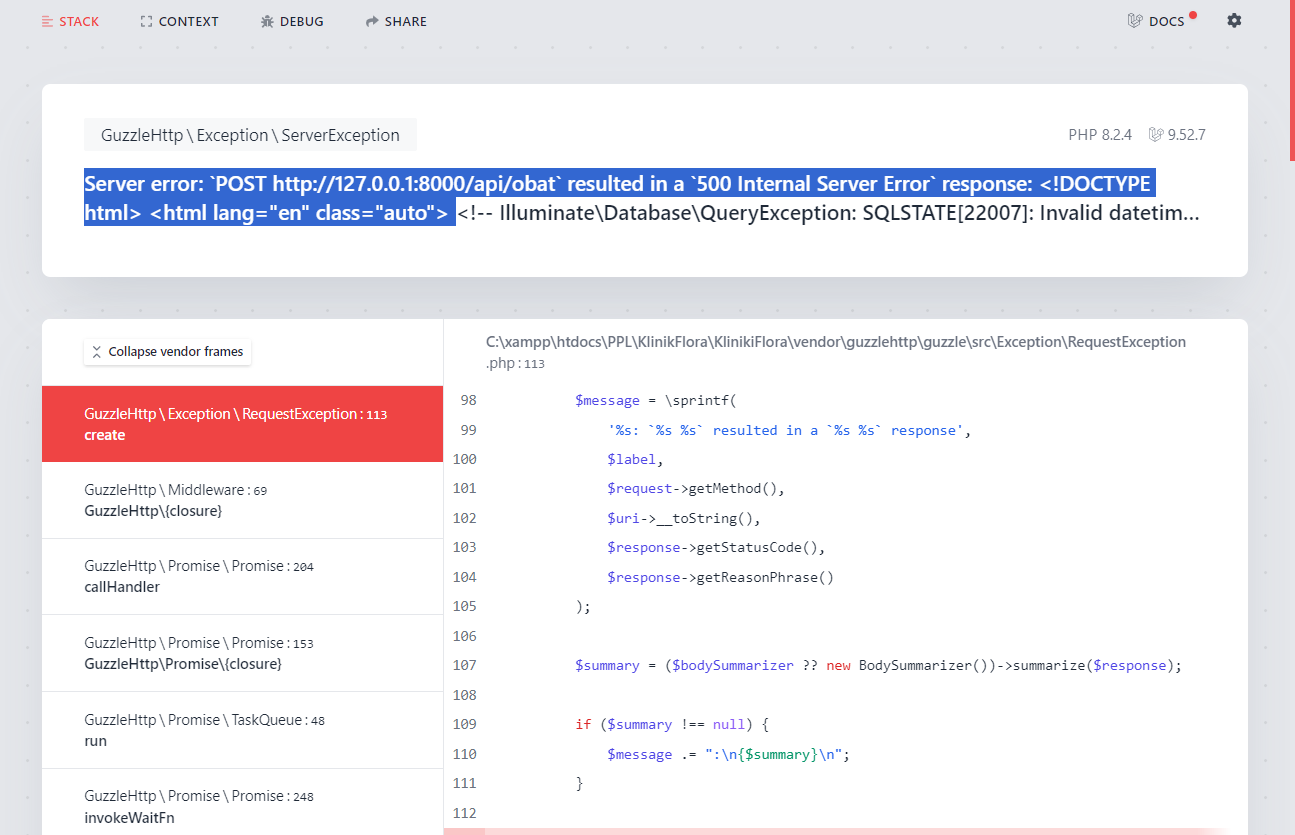 STACK CONTEXT DEBUG SHARE DOCS
GuzzleHttp \ Exception \ ServerException PHP 8.2.4 9.52.7
Server error: `POST http://127.0.0.1:8000/api/obat` resulted in a `500 Internal Server Error` response: <!DOCTYPE
html> <html lang="en" class="auto"> <!-- Illuminate\Database\QueryException: SQLSTATE[22007]: Invalid datetim...
Collapse vendor frames
GuzzleHttp \ Exception \ RequestException : 113
create
GuzzleHttp \ Middleware : 69
GuzzleHttp\{closure}
GuzzleHttp \ Promise \ Promise : 204
callHandler
GuzzleHttp \ Promise \ Promise : 153
GuzzleHttp\Promise\{closure}
GuzzleHttp \ Promise \ TaskQueue : 48
run
GuzzleHttp \ Promise \ Promise : 248
invokeWaitFn
C:\xampp\htdocs\PPL\KlinikFlora\KlinikiFlora\vendor\guzzlehttp\guzzle\src\Exception\RequestException
.php : 113
98 $message = \sprintf(
99 '%s: `%s %s` resulted in a `%s %s` response',
100 $label,
101 $request->getMethod(),
102 $uri->__toString(),
103 $response->getStatusCode(),
104 $response->getReasonPhrase()
105 );
106
107 $summary = ($bodySummarizer ?? new BodySummarizer())->summarize($response);
108
109 if ($summary !== null) {
110 $message .= ":\n{$summary}\n";
111 }
112